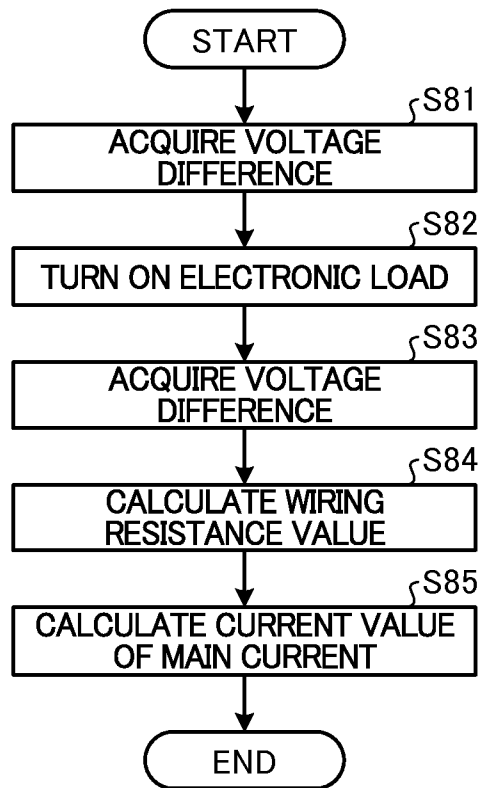 START
S81
ACQUIRE VOLTAGE
DIFFERENCE
S82
TURN ON ELECTRONIC LOAD
S83
ACQUIRE VOLTAGE
DIFFERENCE
S84
CALCULATE WIRING
RESISTANCE VALUE
S85
CALCULATE CURRENT VALUE
OF MAIN CURRENT
END